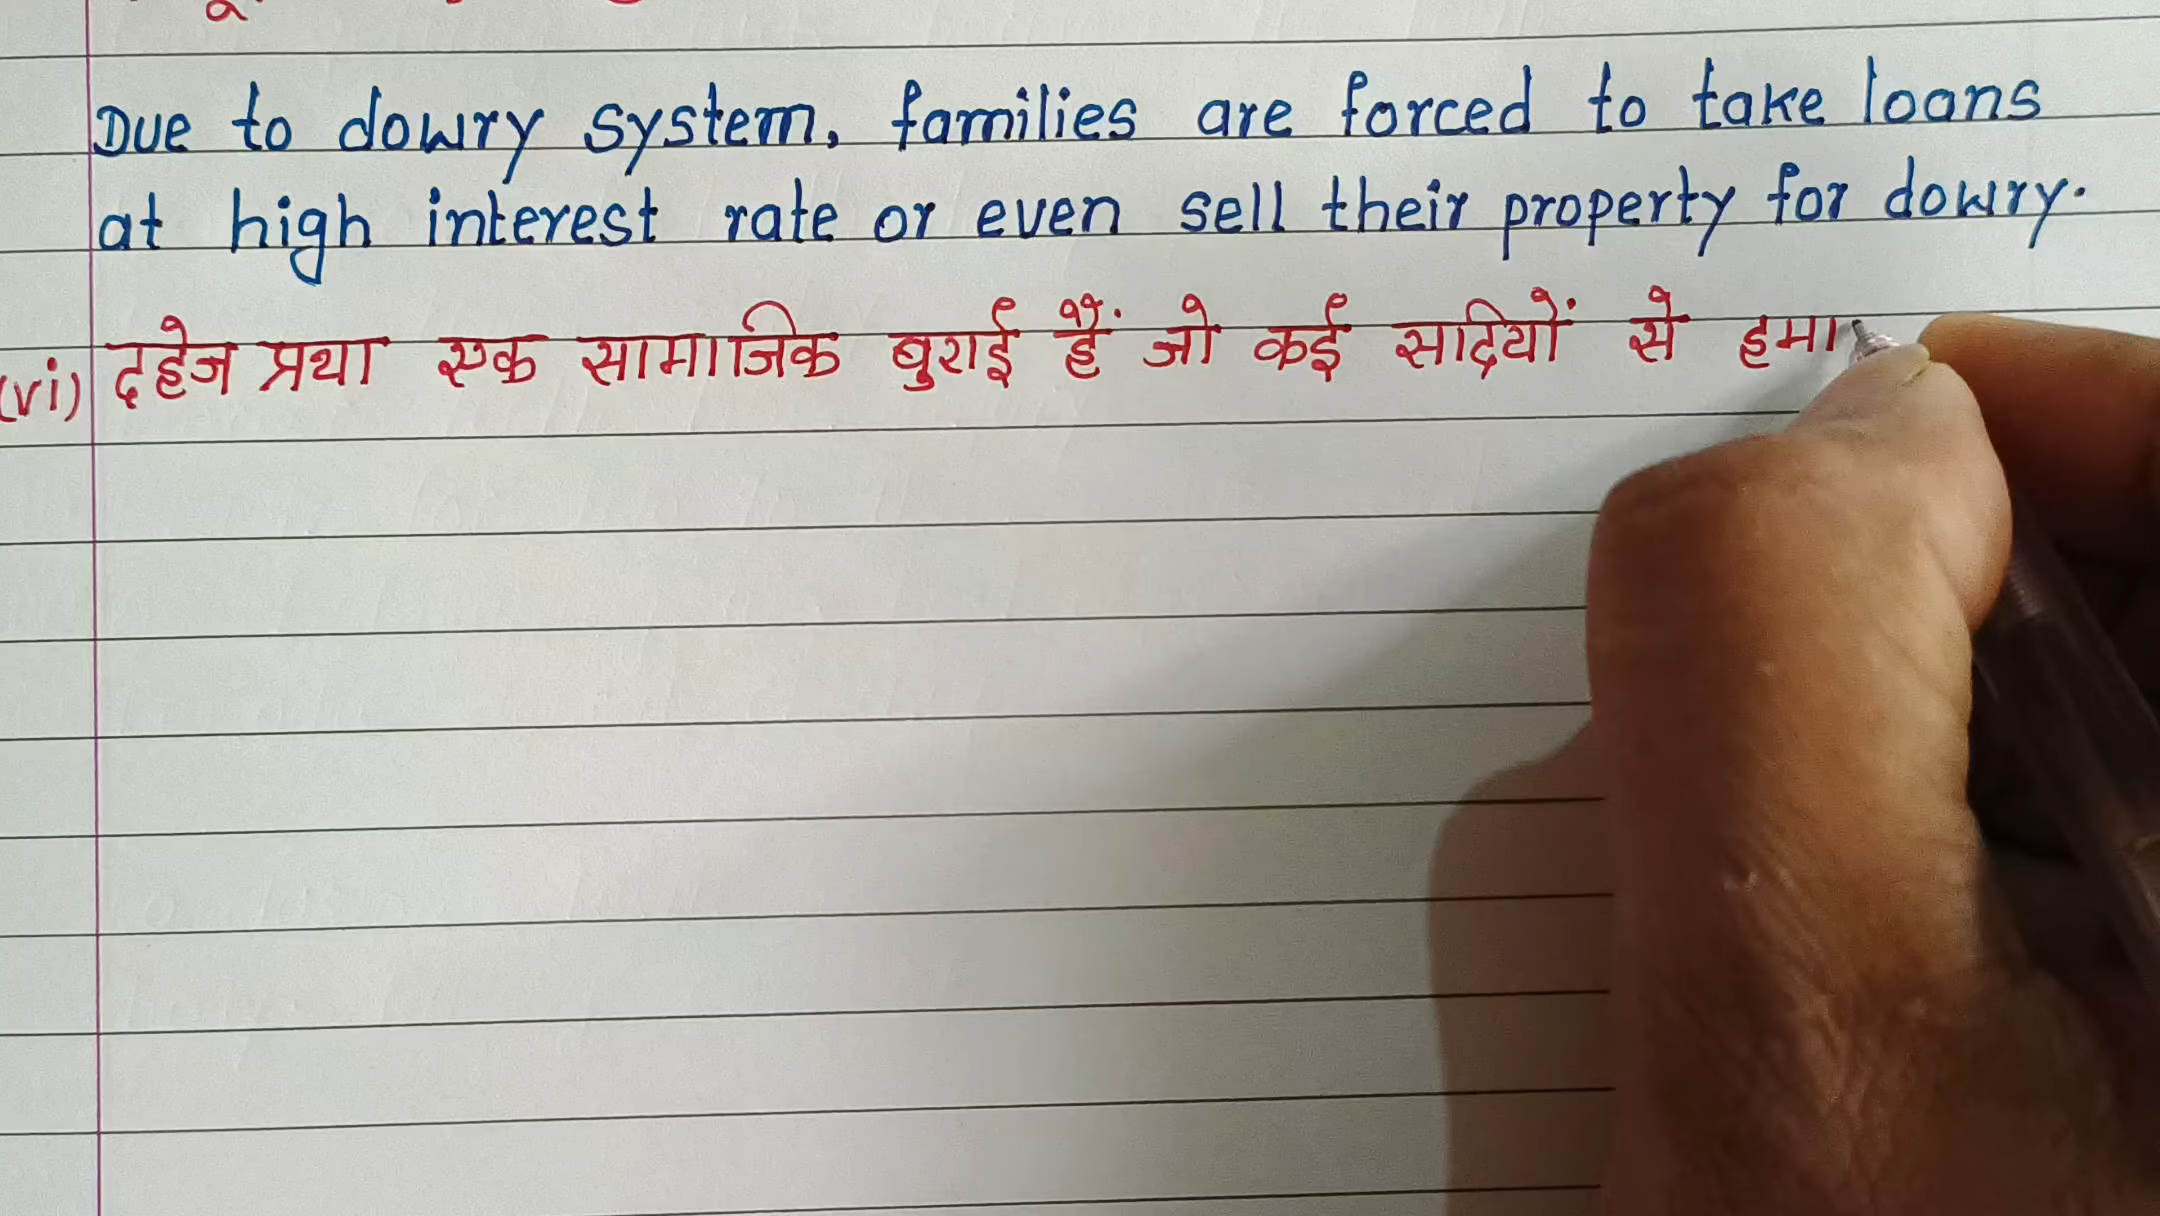 Due to dowry system, families are forced to take loans
at high interest rate or even sell their property for dowry.
(vi) दहेज प्रथा एक सामाजिक बुराई हैं जो कई सदियों से हमा